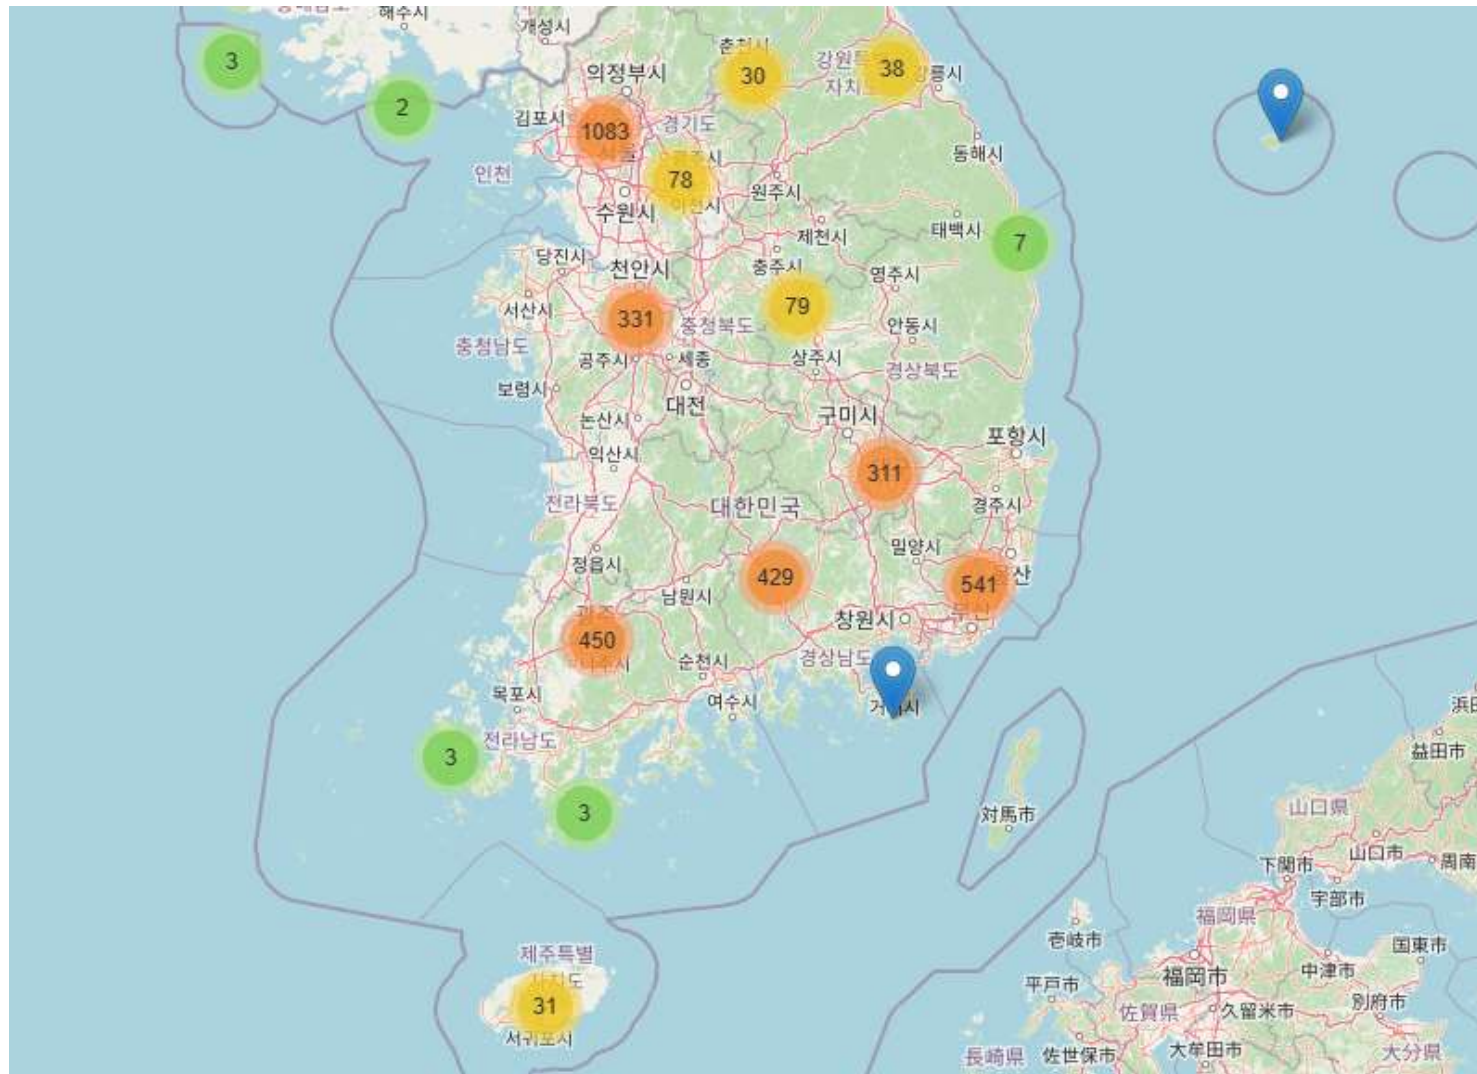 해주시
개성시
3
30
38
강릉시
의정부시
2
김포시
1083
경기도
동해시
인천
78
원주시
수원시
제천시
태백시
7
당진시
천안시
충주시
영주시
서산시
331
79
충청북도
안동시
충청남도
공주시
세종
상주시
경상북도
보령시
대전
논산시
구미시
포항시
익산시
311
전라북도
대한민국
경주시
밀양시
정읍시
429
541
남원시
창원시
450
순천시
경상남도
목포시
여수시
浜田
전라남도
益田市
3
3
対馬市
山口県
山口市
下関市
周南
宇部市
福岡県
壱岐市
国東市
제주특별
中津市
福岡市
平戸市
別府市
31
佐賀県
久留米市
서귀포시
長崎県
佐世保市
大牟田市
大分県